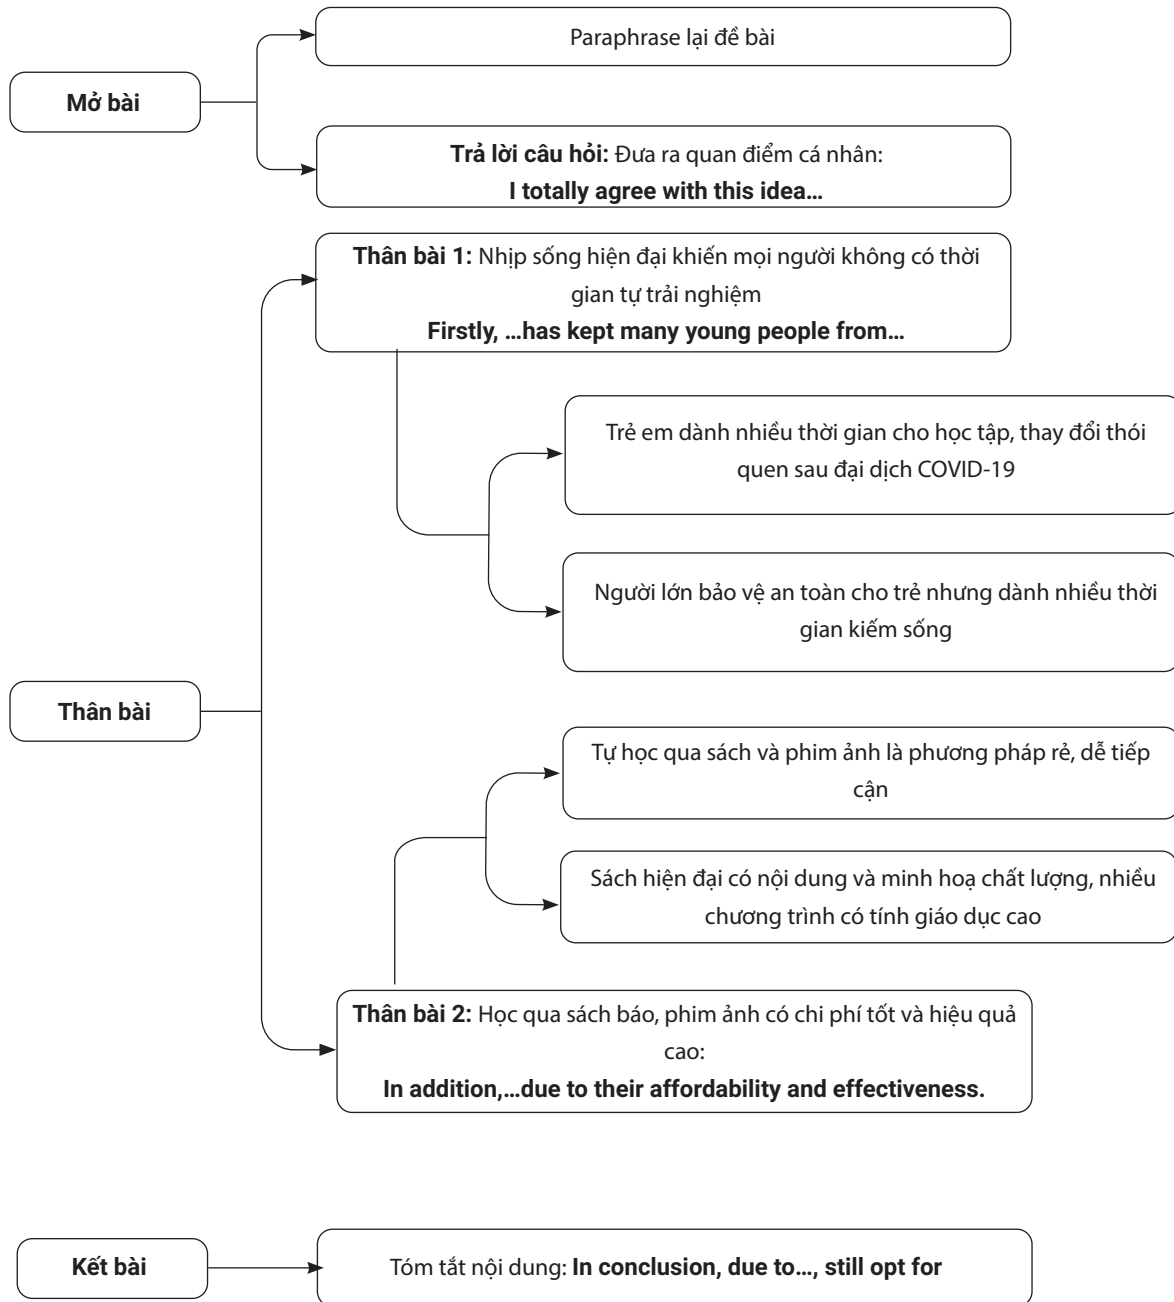 Paraphrase lại đề bài
Mở bài
Trả lời câu hỏi: Đưa ra quan điểm cá nhân:
I totally agree with this idea…
Thân bài 1: Nhịp sống hiện đại khiến mọi người không có thời
gian tự trải nghiệm
Firstly, …has kept many young people from…
Trẻ em dành nhiều thời gian cho học tập, thay đổi thói
quen sau đại dịch COVID-19
Người lớn bảo vệ an toàn cho trẻ nhưng dành nhiều thời
gian kiếm sống
Thân bài
Tự học qua sách và phim ảnh là phương pháp rẻ, dễ tiếp
cận
Sách hiện đại có nội dung và minh hoạ chất lượng, nhiều
chương trình có tính giáo dục cao
Thân bài 2: Học qua sách báo, phim ảnh có chi phí tốt và hiệu quả
cao:
In addition,…due to their affordability and effectiveness.
Kết bài
Tóm tắt nội dung: In conclusion, due to…, still opt for